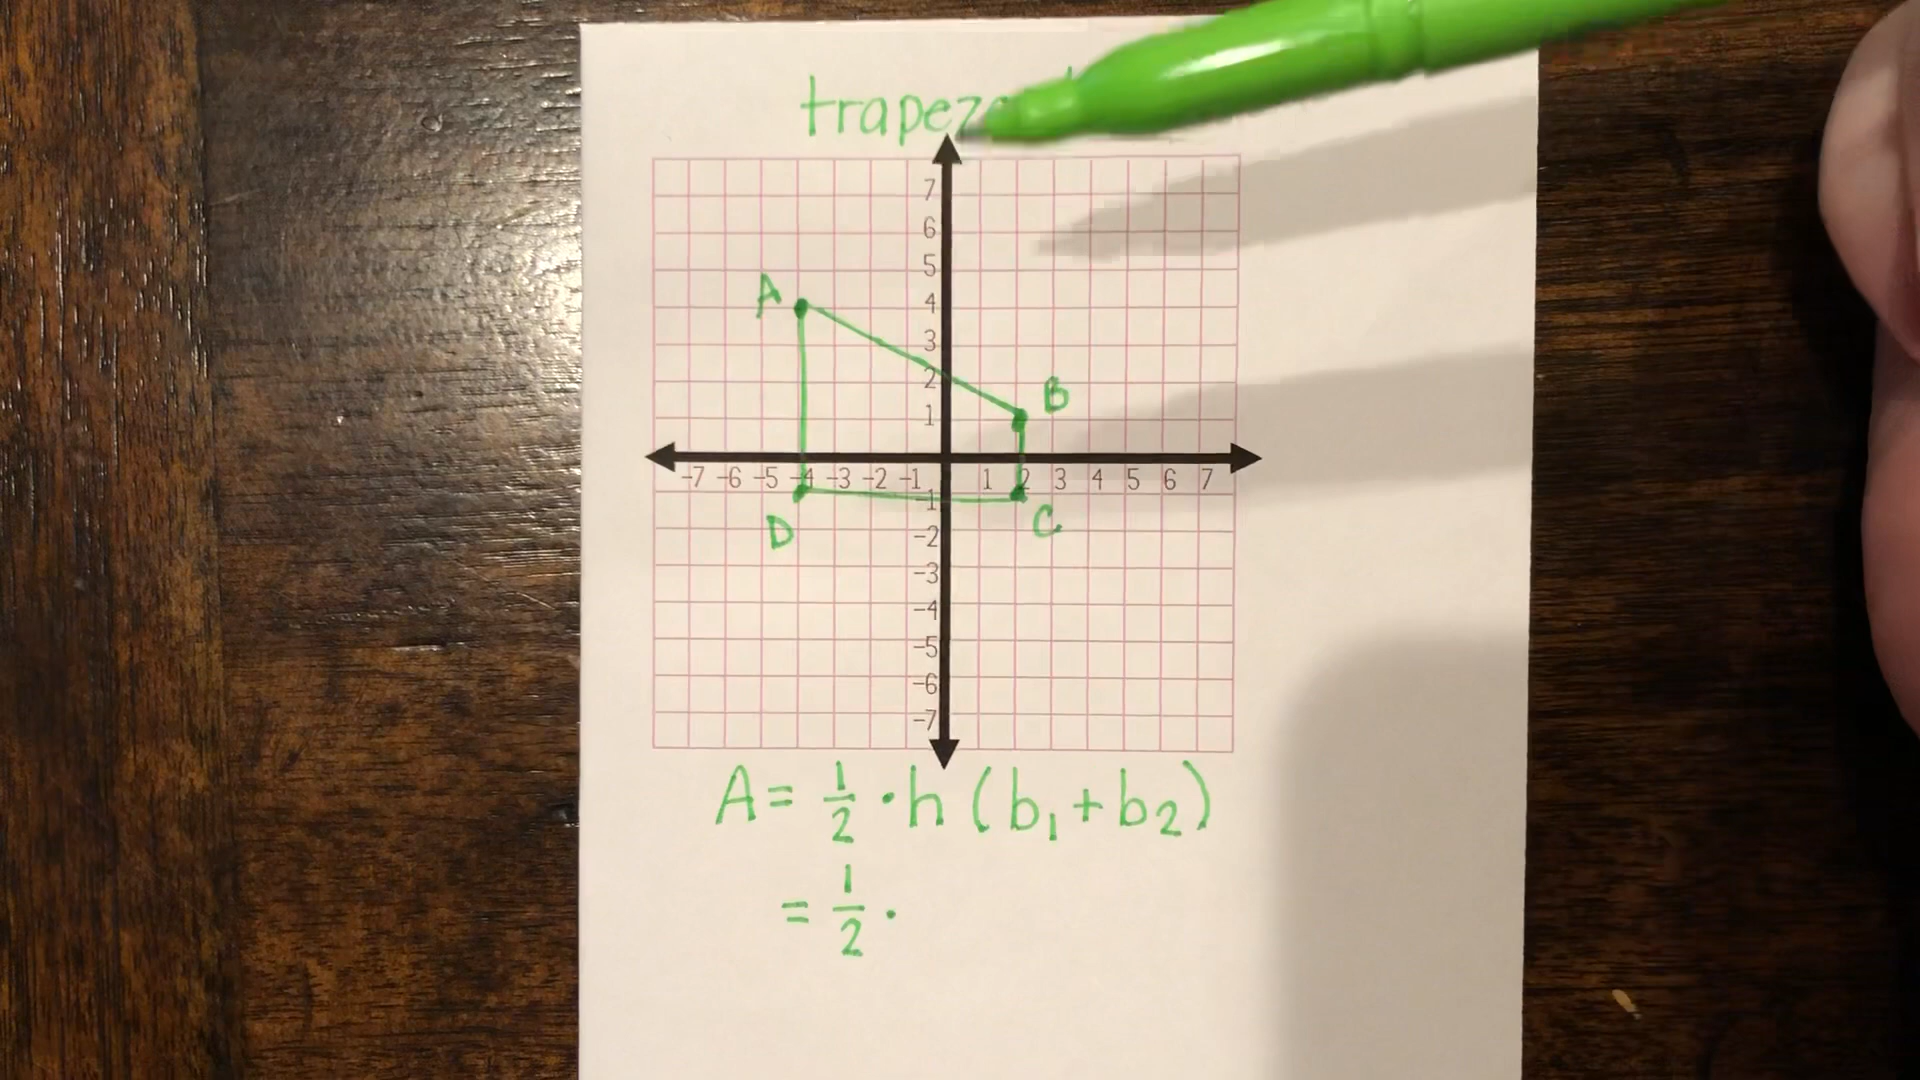 7
6
5
A 4
3
2 B
1
-7 -6 -5 -4 -3 -2 -1 1 2 3 4 5 6 7
-1
D -2 C
-3
-4
-5
-6
-7
A = 1/2 · h (b₁ + b₂)
= 1/2 ·